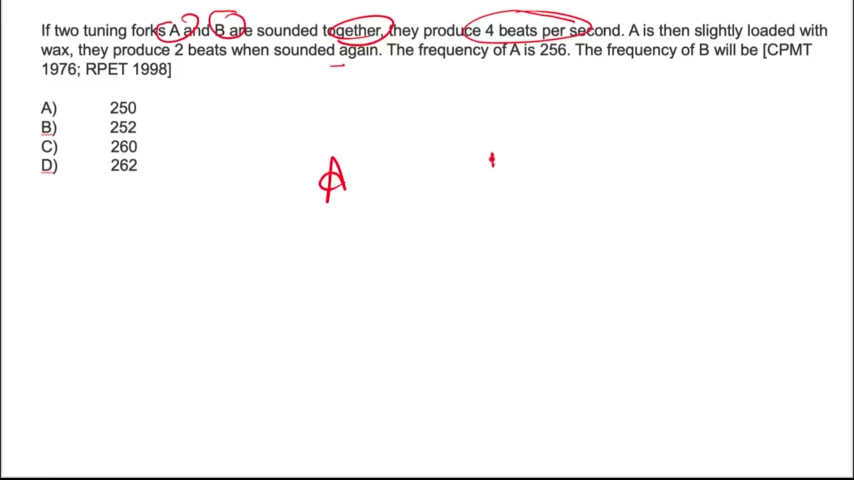 If two tuning forks A and B are sounded together, they produce 4 beats per second. A is then slightly loaded with
wax, they produce 2 beats when sounded again. The frequency of A is 256. The frequency of B will be [CPMT
1976; RPET 1998]
A) 250
B) 252
C) 260
D) 262
A